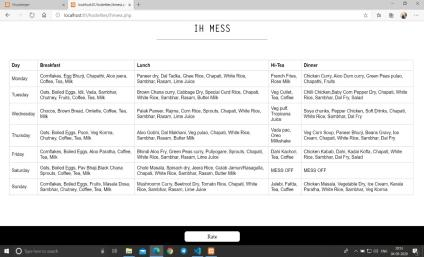 IH MESS
Day Breakfast Lunch Hi-Tea Dinner
Monday
Cornflakes, Egg Bhurji, Chapathi, Aloo jeera, Coffee, Tea, Milk
Paneer dry, Dal Tadka, Ghee Rice, Chapati, White Rice, Sambhar, Rasam, Lime Juice
French Fries, Rose Milk
Chicken Curry, Aloo Dum curry, Green Peas pulao, Chapathi, Fruits
Tuesday
Oats, Boiled Eggs, Idli, Vada, Sambhar, Chutney, Fruits, Coffee, Tea, Milk
Brown Chana curry, Cabbage Dry, Special Curd Rice, Chapati, White Rice, Sambhar, Rasam, Butter Milk
Veg Cutlet, Tea, Coffee
Chilli Chicken, Baby Corn Pepper Dry, Chapati, White Rice, Sambhar, Dal Fry, Salad
Wednesday
Chocos, Brown Bread, Omlette, Coffee, Tea, Milk
Palak Paneer, Rajma, Corn Rice, Sprouts, Chapati, White Rice, Sambhar, Rasam, Lime Juice
Veg puff, Tropicana Juice
Soya chunks, Pepper Chicken, Soft Drinks, Chapati, White Rice, Sambhar, Dal Fry
Thursday
Oats, Boiled Eggs, Poori, Veg Korma, Chutney, Coffee, Tea, Milk
Aloo Gobhi, Dal Makhani, Veg pulao, Chapati, White Rice, Sambhar, Rasam, Butter Milk
Vada pao, Oreo Milkshake
Veg Corn Soup, Paneer Bhurji, Beans Gravy, Ice Cream, Chapati, White Rice, Sambhar, Dal Fry
Friday
Cornflakes, Boiled Eggs, Aloo Paratha, Coffee, Tea, Milk
Bhindi Aloo Fry, Green Peas curry, Puliyogare, Sprouts, Chapati, White Rice, Sambhar, Rasam, Lime Juice
Dahi Kachori, Tea, Coffee
Chicken Kabab, Dahi, Kadai Kofta, Chapati, White Rice, Sambhar, Dal Fry
Saturday
Oats, Boiled Eggs, Pav Bhaji, Black Chana Sprouts, Coffee, Tea, Milk
Chole Masala, Spinach dry, Jeera Rice, Gulab Jamun/Rasagulla, Chapati, White Rice, Sambhar, Rasam, Butter Milk
MESS OFF
MESS OFF
Sunday
Cornflakes, Boiled Eggs, Fruits, Masala Dosa, Sambhar, Chutney, Coffee, Tea, Milk
Mushrooms Curry, Beetroot Dry, Tomato Rice, Chapati, White Rice, Sambhar, Rasam, Lime Juice
Jalebi, Fafda, Tea, Coffee
Chicken Masala, Vegetable Dry, Ice Cream, Kerala Paratha, White Rice, Sambhar, Dal Fry
Rate
Type here to search
ENG